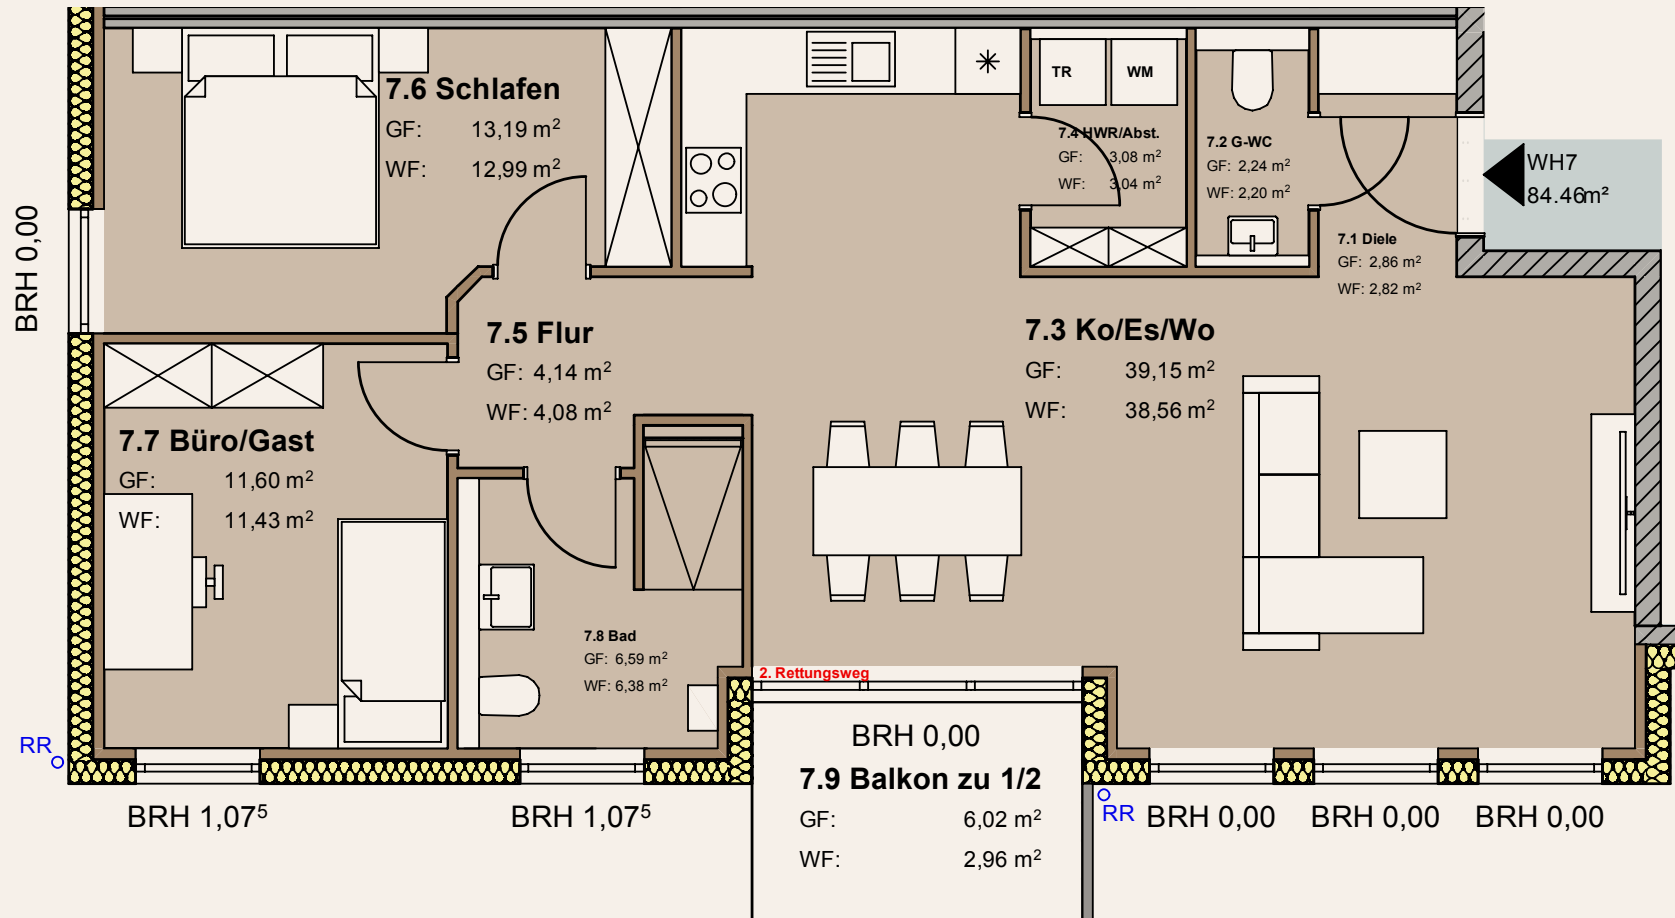 7.6 Schlafen
GF: 13,19 m²
WF: 12,99 m²
TR WM
7.4 HWR/Abst.
GF: 3,08 m²
WF: 3,04 m²
7.2 G-WC
GF: 2,24 m²
WF: 2,20 m²
WH7
84.46m²
7.1 Diele
GF: 2,86 m²
WF: 2,82 m²
BRH 0,00
7.5 Flur
GF: 4,14 m²
WF: 4,08 m²
7.3 Ko/Es/Wo
GF: 39,15 m²
WF: 38,56 m²
7.7 Büro/Gast
GF: 11,60 m²
WF: 11,43 m²
7.8 Bad
GF: 6,59 m²
WF: 6,38 m²
2. Rettungsweg
RR
BRH 0,00
7.9 Balkon zu 1/2
GF: 6,02 m²
WF: 2,96 m²
BRH 1,07⁵
BRH 1,07⁵
RR
BRH 0,00
BRH 0,00
BRH 0,00